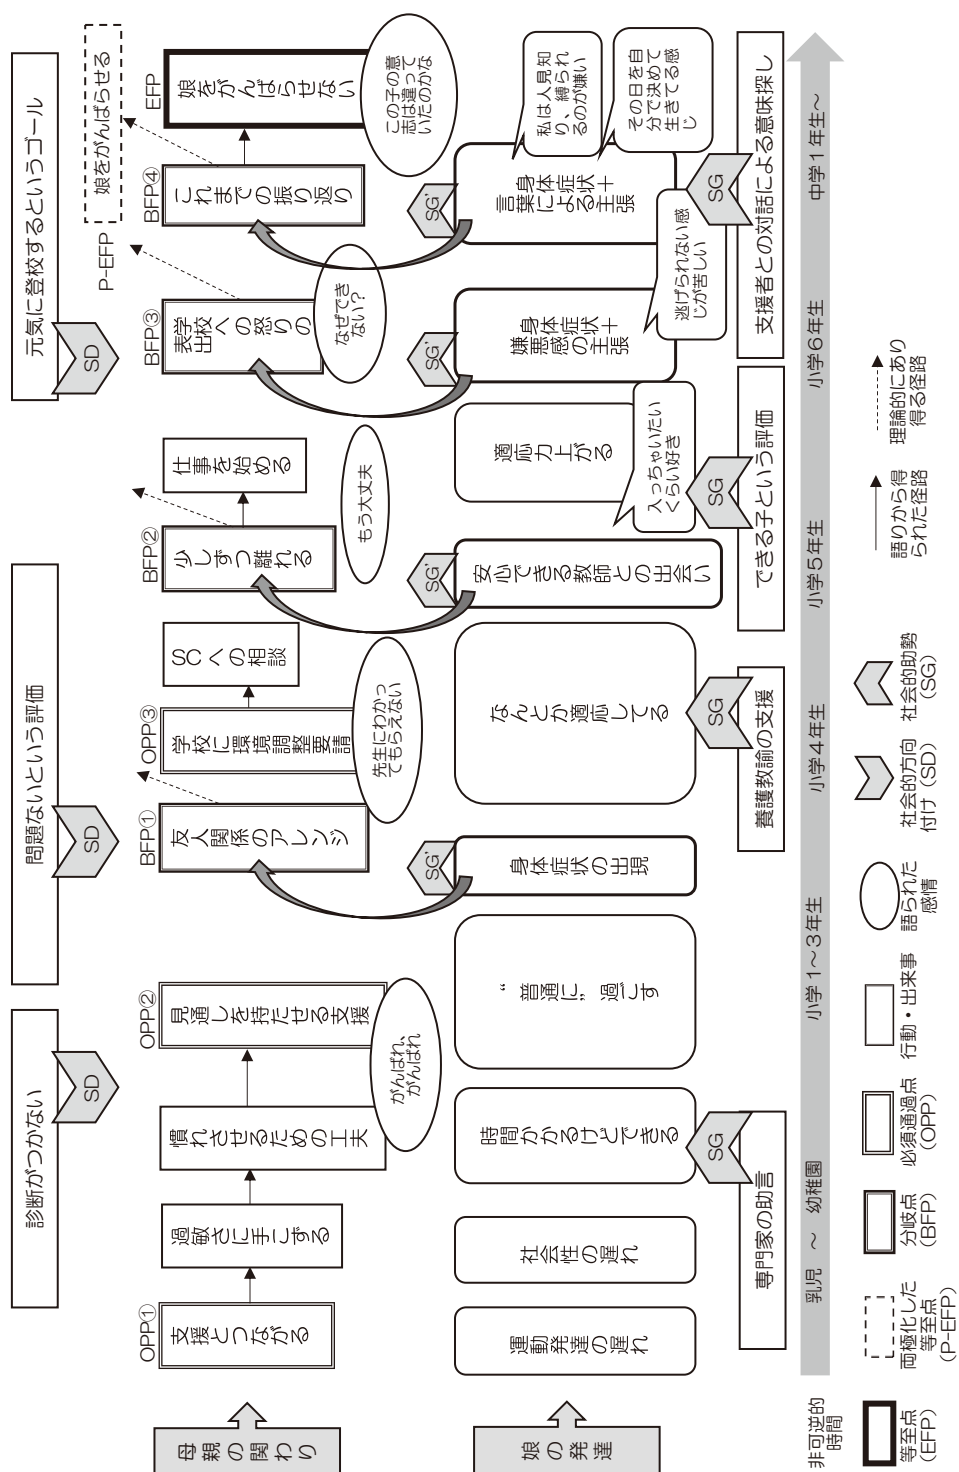 診断がつかない
問題ないという評価
元気に登校するというゴール
SD
SD
SD
母親の関わり
OPP①
支援とつながる
過敏さに手こずる
慣れさせるための工夫
OPP②
見通しを持たせる支援
がんばれ、
がんばれ
BFP①
友人関係のアレンジ
OPP③
学校に環境調整要請
先生にわかっ
てもらえない
SCへの相談
BFP②
少しずつ離れる
仕事を始める
もう大丈夫
BFP③
学校への怒りの
表出
なぜでき
ない？
P-EFP
娘をがんばらせる
BFP④
これまでの振り返り
EFP
娘をがんばらせない
この子の意
志は違って
いたのかな
SG'
SG'
SG'
SG'
娘の発達
運動発達の遅れ
社会性の遅れ
時間かかるけどできる
“普通に”過ごす
身体症状の出現
なんとか適応してる
安心できる教師との出会い
適応力上がる
入っちゃいたい
くらい好き
身体症状＋
嫌悪感の主張
逃げられない感
じが苦しい
身体症状＋
言葉による主張
私は人見知
り、縛られ
るのが嫌い
その日を自
分で決めて
生きてる感
じ
SG
SG
SG
SG
専門家の助言
養護教諭の支援
できる子という評価
支援者との対話による意味探し
非可逆的
時間
乳児　～　幼稚園
小学1～3年生
小学4年生
小学5年生
小学6年生
中学1年生～
等至点
(EFP)
両極化した
等至点
(P-EFP)
分岐点
(BFP)
必須通過点
(OPP)
行動・出来事
語られた
感情
社会的方向
付け（SD）
社会的助勢
(SG)
語りから得
られた径路
理論的にあり
得る径路